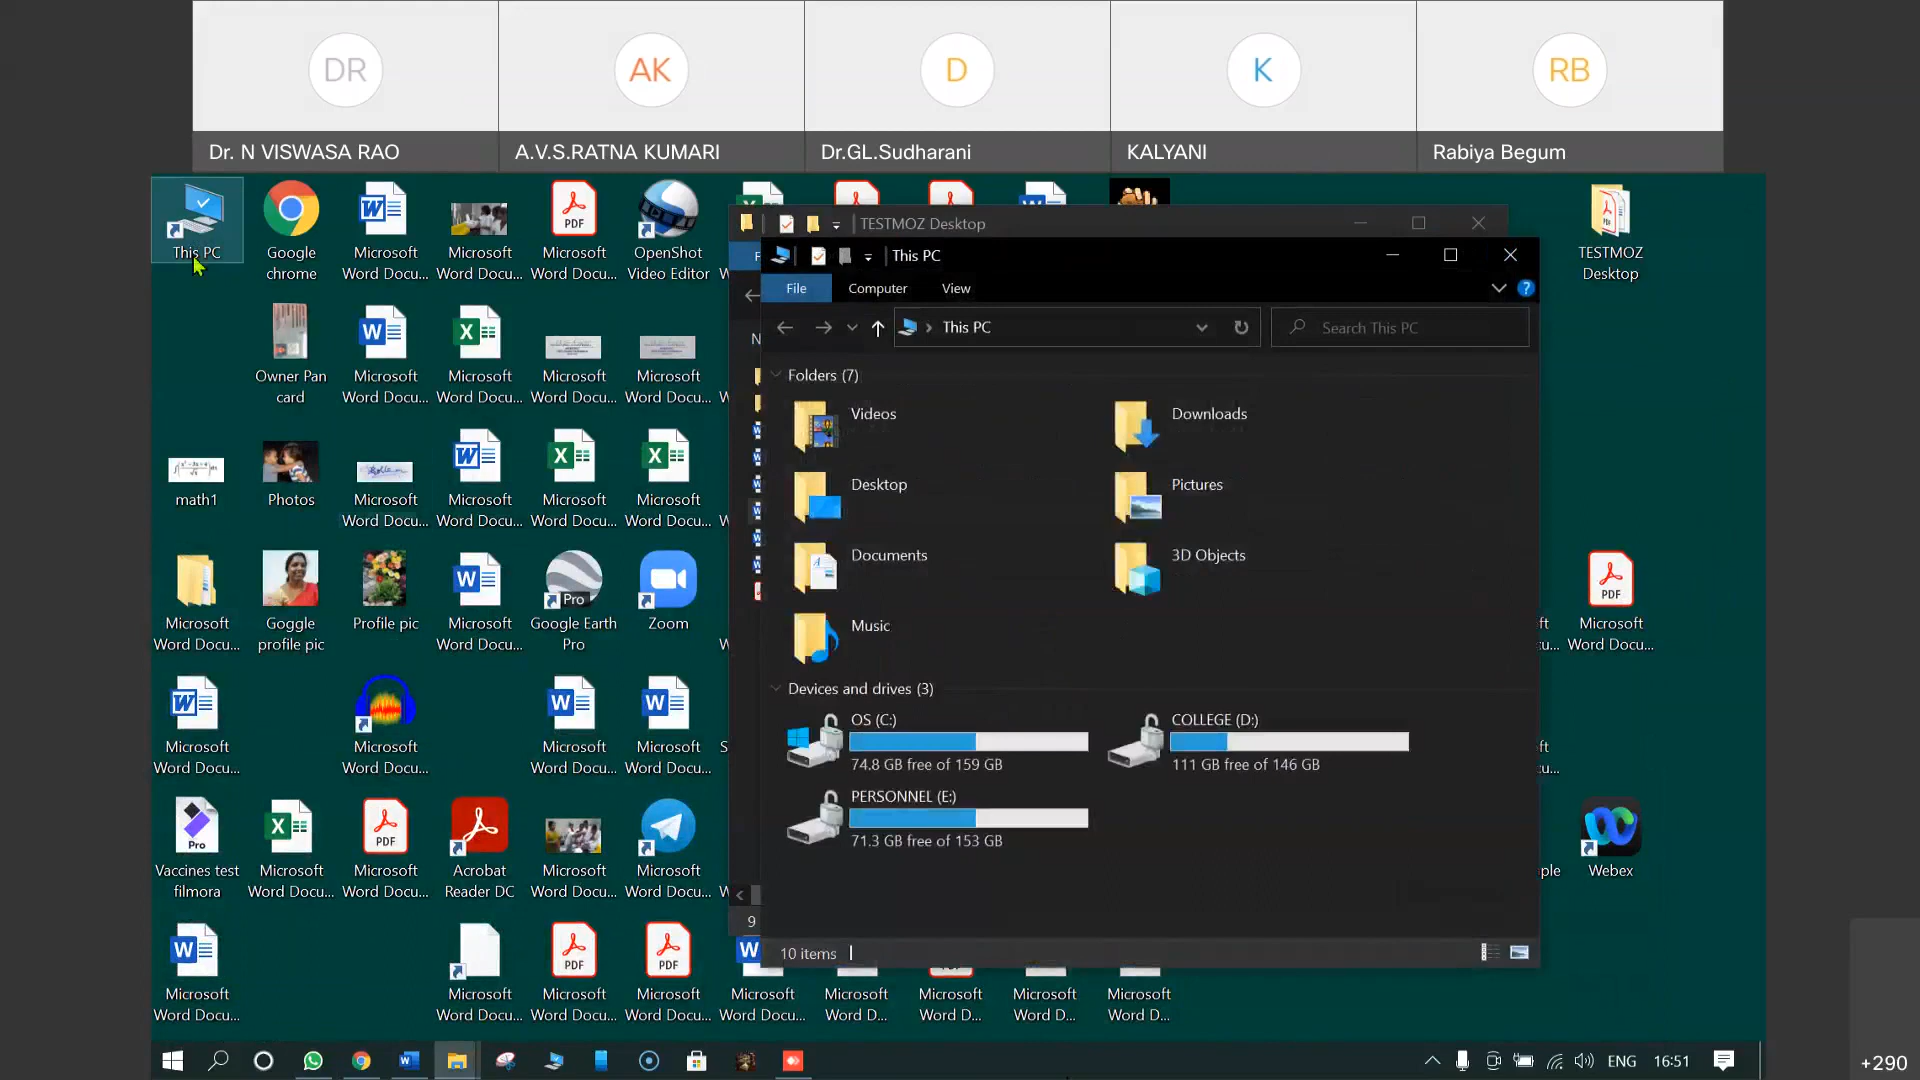 DR
AK
D
K
RB
Dr. N VISWASA RAO
A.V.S.RATNA KUMARI
Dr.GL.Sudharani
KALYANI
Rabiya Begum
This PC
Google
chrome
Microsoft
Word Docu...
Microsoft
Word Docu...
PDF
Microsoft
Word Docu...
OpenShot
Video Editor
TESTMOZ Desktop
This PC
File
Computer
View
This PC
Search This PC
TESTMOZ
Desktop
Owner Pan
card
Microsoft
Word Docu...
Microsoft
Word Docu...
Microsoft
Word Docu...
Microsoft
Word Docu...
Folders (7)
Videos
Downloads
Desktop
Pictures
Documents
3D Objects
Music
math1
Photos
Microsoft
Word Docu...
Microsoft
Word Docu...
Microsoft
Word Docu...
Microsoft
Word Docu...
Microsoft
Word Docu...
Goggle
profile pic
Profile pic
Microsoft
Word Docu...
Pro
Google Earth
Pro
Zoom
PDF
Microsoft
Word Docu...
Devices and drives (3)
OS (C:)
74.8 GB free of 159 GB
COLLEGE (D:)
111 GB free of 146 GB
PERSONNEL (E:)
71.3 GB free of 153 GB
Microsoft
Word Docu...
Microsoft
Word Docu...
Microsoft
Word Docu...
Microsoft
Word Docu...
Pro
Vaccines test
filmora
Microsoft
Word Docu...
PDF
Microsoft
Word Docu...
Acrobat
Reader DC
Microsoft
Word Docu...
Microsoft
Word Docu...
Webex
9
10 items
Microsoft
Word Docu...
Microsoft
Word Docu...
PDF
Microsoft
Word Docu...
PDF
Microsoft
Word Docu...
Microsoft
Word Docu...
Microsoft
Word D...
Microsoft
Word D...
Microsoft
Word D...
Microsoft
Word D...
ENG
16:51
+290